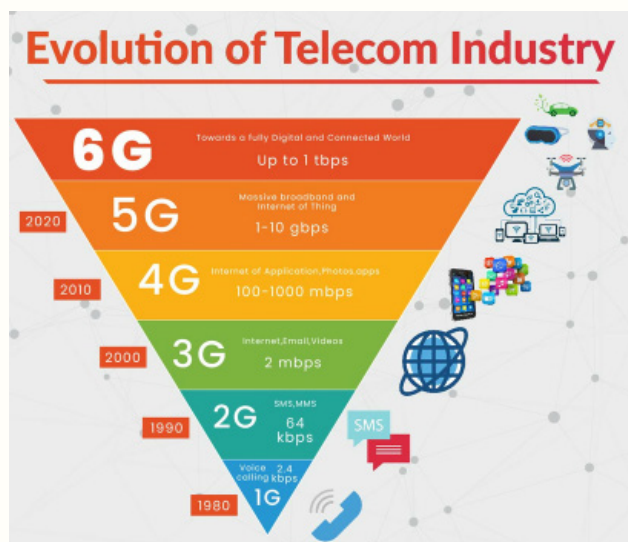 Evolution of Telecom Industry
6G
Towards a Fully Digital and Connected World
Up to 1 tbps
2020
5G
Massive broadband and
Internet of Thing
1-10 gbps
2010
4G
Internet of Application,Photos,apps
100-1000 mbps
2000
3G
Internet,Email,Videos
2 mbps
1990
2G
SMS,MMS
64
kbps
SMS
1980
Voice
calling
2.4
kbps
1G